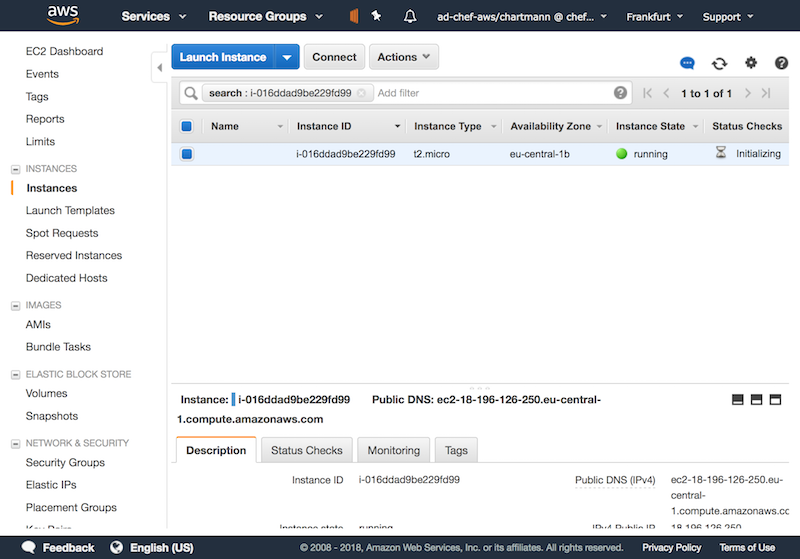 aws Services Resource Groups ad-chef-aws/chartmann @ chef... Frankfurt Support
EC2 Dashboard
Events
Tags
Reports
Limits
INSTANCES
Instances
Launch Templates
Spot Requests
Reserved Instances
Dedicated Hosts
IMAGES
AMIs
Bundle Tasks
ELASTIC BLOCK STORE
Volumes
Snapshots
NETWORK & SECURITY
Security Groups
Elastic IPs
Placement Groups
Key Pairs
Launch Instance Connect Actions
search : i-016ddad9be229fd99 Add filter 1 to 1 of 1
Name Instance ID Instance Type Availability Zone Instance State Status Checks
i-016ddad9be229fd99 t2.micro eu-central-1b running Initializing
Instance: i-016ddad9be229fd99 Public DNS: ec2-18-196-126-250.eu-central-
1.compute.amazonaws.com
Description Status Checks Monitoring Tags
Instance ID i-016ddad9be229fd99 Public DNS (IPv4) ec2-18-196-126-250.eu-
central-
1.compute.amazonaws.co
Instance state running IPv4 Public IP 18.196.126.250
Feedback English (US) © 2008 - 2018, Amazon Web Services, Inc. or its affiliates. All rights reserved. Privacy Policy Terms of Use